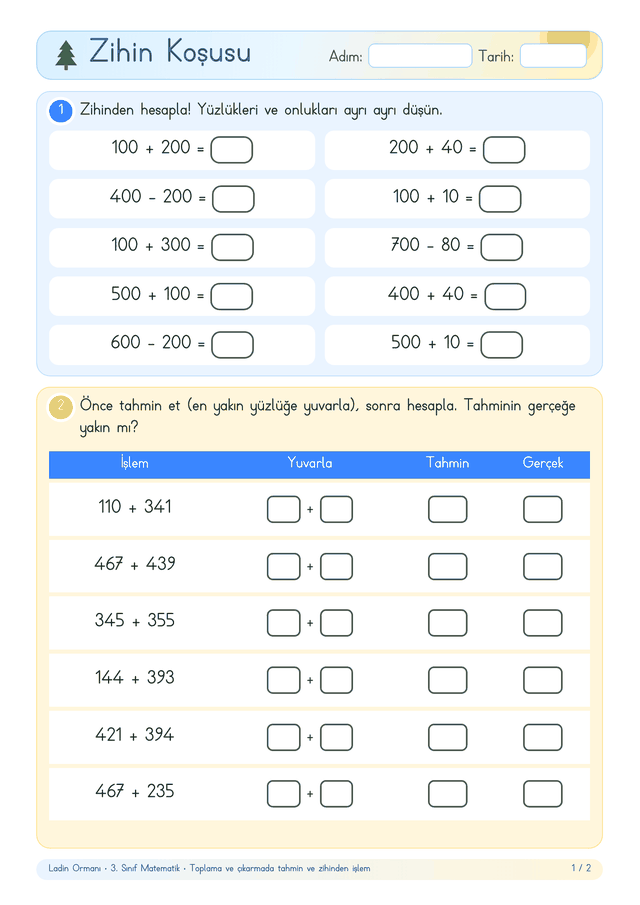 Zihin Koşusu
Adım:
Tarih:
1 Zihinden hesapla! Yüzlükleri ve onlukları ayrı ayrı düşün.
100 + 200 =
200 + 40 =
400 - 200 =
100 + 10 =
100 + 300 =
700 - 80 =
500 + 100 =
400 + 40 =
600 - 200 =
500 + 10 =
2 Önce tahmin et (en yakın yüzlüğe yuvarla), sonra hesapla. Tahminin gerçeğe
yakın mı?
İşlem Yuvarla Tahmin Gerçek
110 + 341 +
467 + 439 +
345 + 355 +
144 + 393 +
421 + 394 +
467 + 235 +
Ladin Ormanı • 3. Sınıf Matematik • Toplama ve çıkarmada tahmin ve zihinden işlem
1 / 2